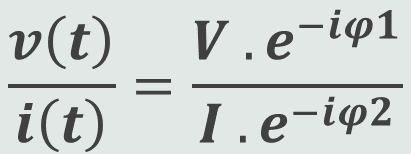 v(t) / i(t) = V . e^{-iφ1} / I . e^{-iφ2}